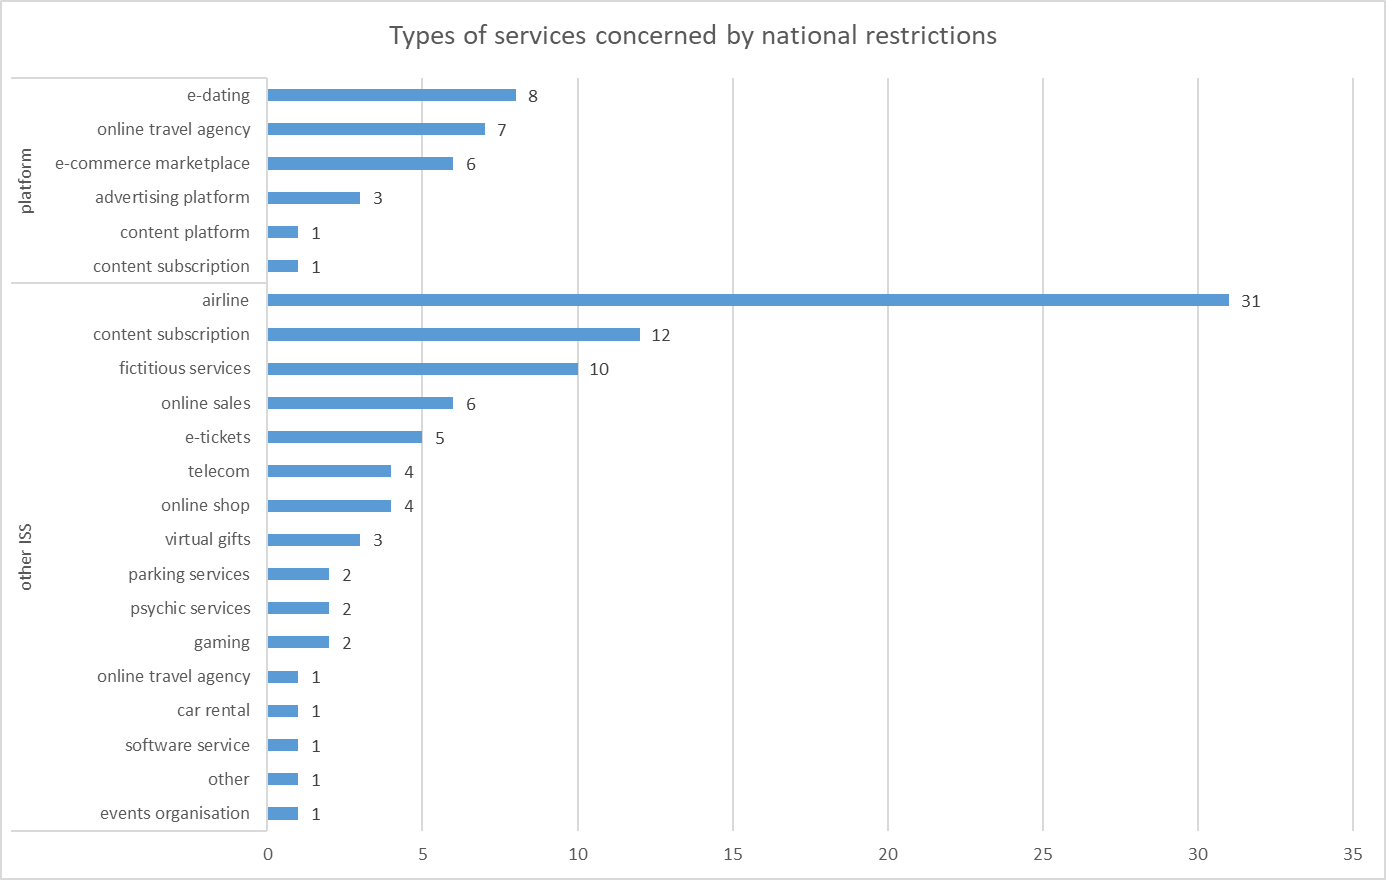 Types of services concerned by national restrictions
platform
e-dating 8
online travel agency 7
e-commerce marketplace 6
advertising platform 3
content platform 1
content subscription 1
other ISS
airline 31
content subscription 12
fictitious services 10
online sales 6
e-tickets 5
telecom 4
online shop 4
virtual gifts 3
parking services 2
psychic services 2
gaming 2
online travel agency 1
car rental 1
software service 1
other 1
events organisation 1
0 5 10 15 20 25 30 35